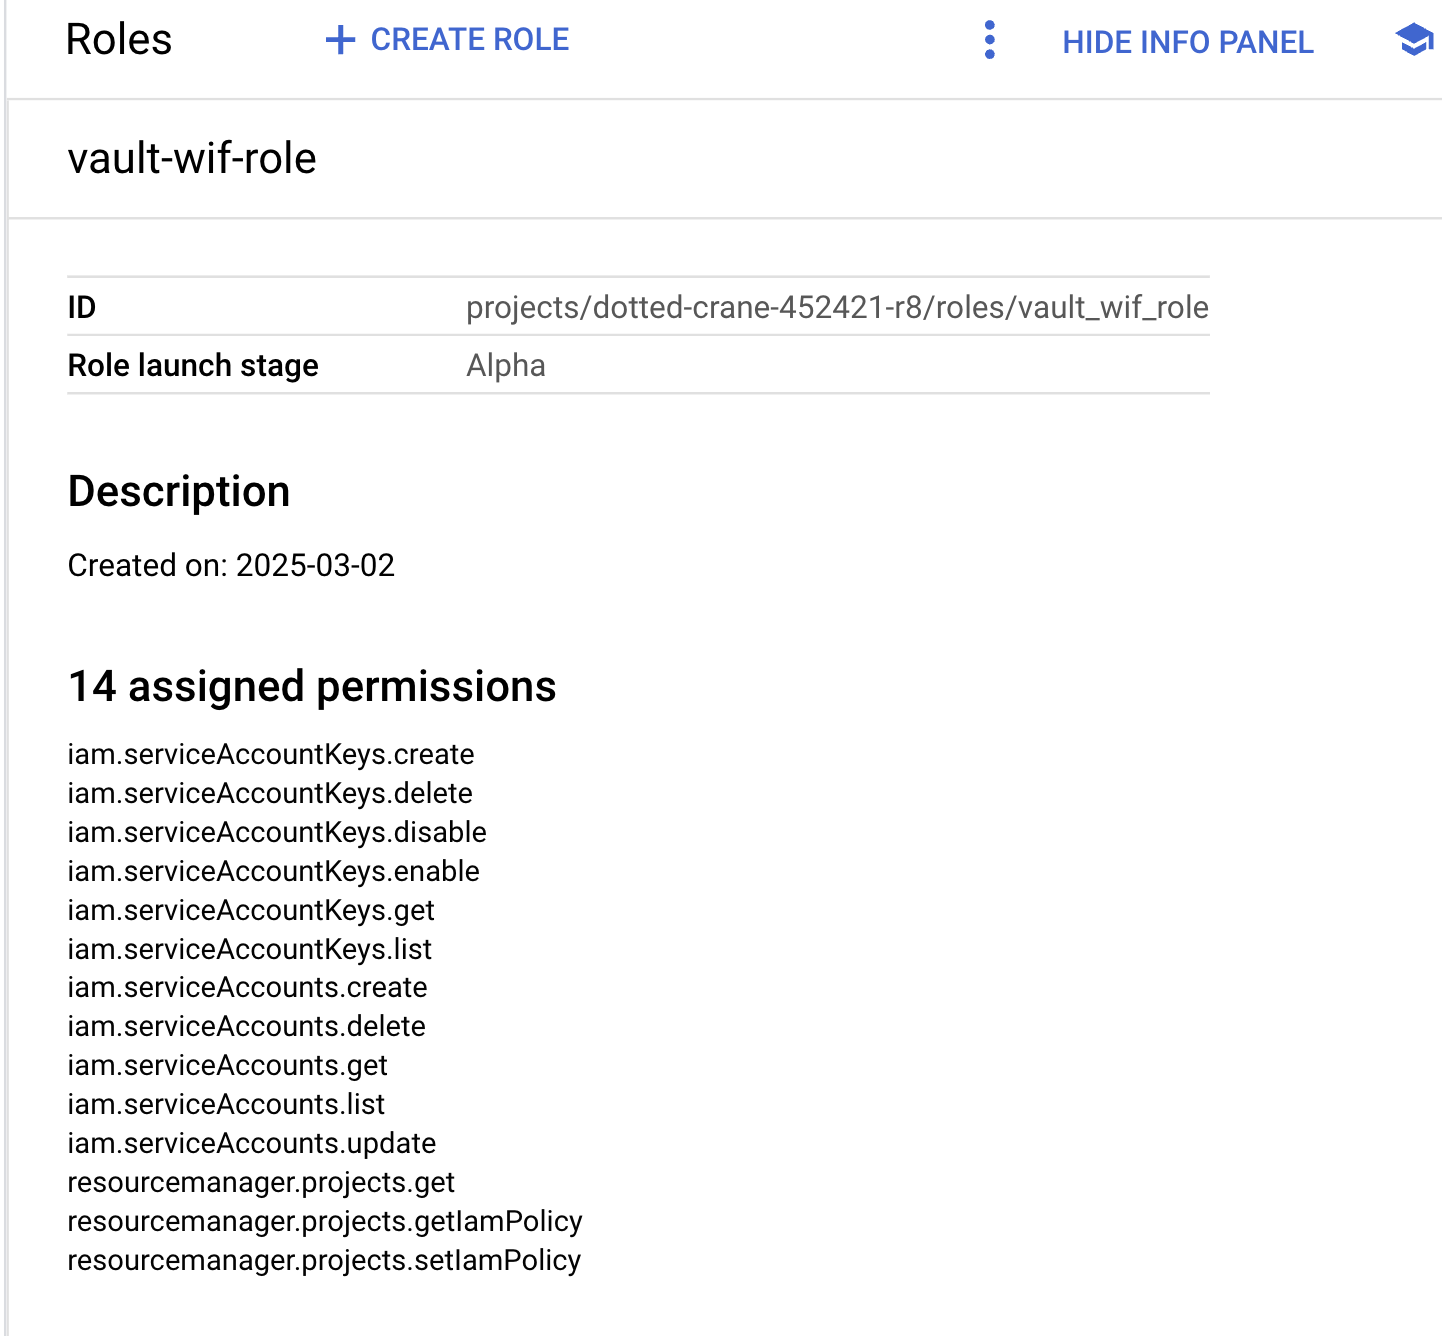 Roles
CREATE ROLE
HIDE INFO PANEL
vault-wif-role
ID projects/dotted-crane-452421-r8/roles/vault_wif_role
Role launch stage Alpha
Description
Created on: 2025-03-02
14 assigned permissions
iam.serviceAccountKeys.create
iam.serviceAccountKeys.delete
iam.serviceAccountKeys.disable
iam.serviceAccountKeys.enable
iam.serviceAccountKeys.get
iam.serviceAccountKeys.list
iam.serviceAccounts.create
iam.serviceAccounts.delete
iam.serviceAccounts.get
iam.serviceAccounts.list
iam.serviceAccounts.update
resourcemanager.projects.get
resourcemanager.projects.getIamPolicy
resourcemanager.projects.setIamPolicy